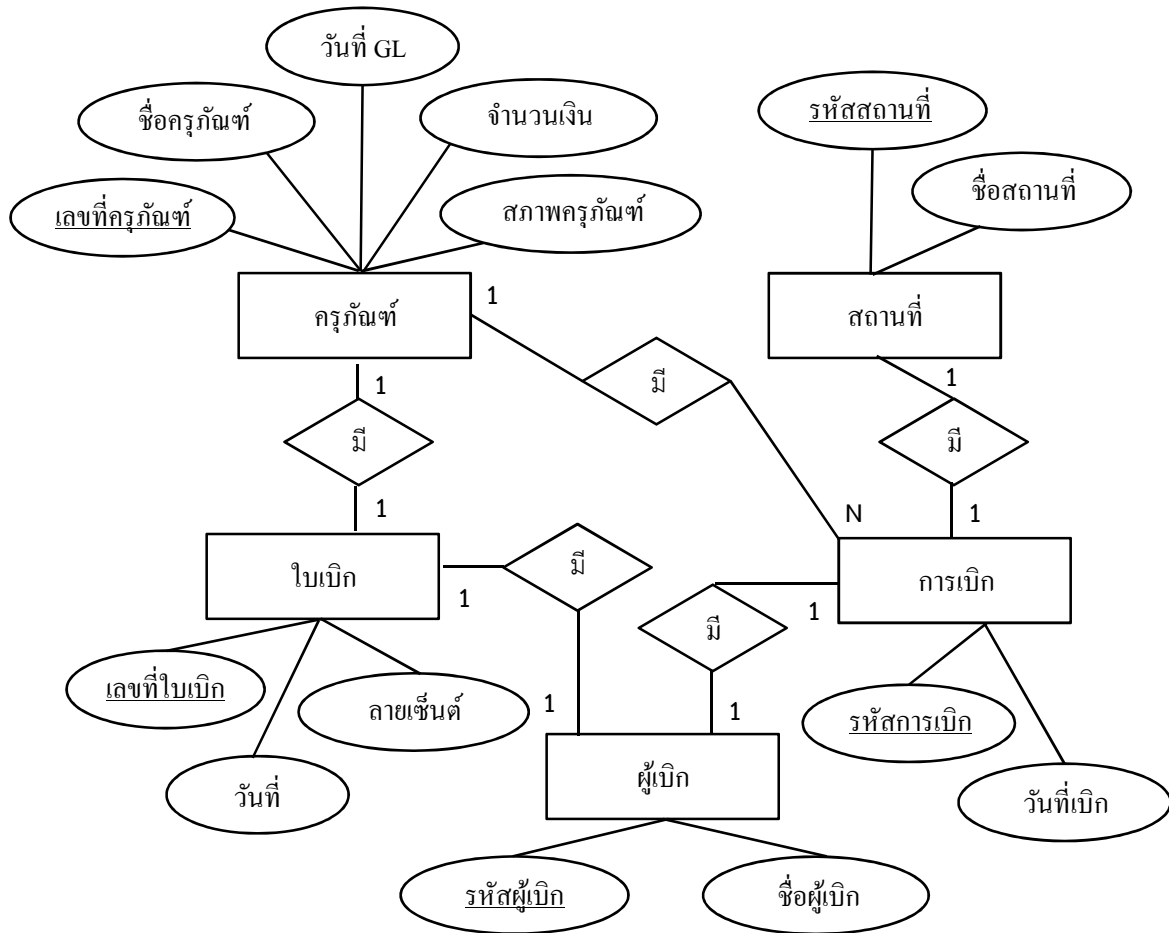 วันที่ GL
ชื่อครุภัณฑ์
จำนวนเงิน
รหัสสถานที่
ชื่อสถานที่
เลขที่ครุภัณฑ์
สภาพครุภัณฑ์
ครุภัณฑ์
1
สถานที่
มี
1
1
มี
มี
1
N
1
ใบเบิก
1
มี
การเบิก
1
มี
เลขที่ใบเบิก
ลายเซ็นต์
1
1
รหัสการเบิก
วันที่
ผู้เบิก
วันที่เบิก
รหัสผู้เบิก
ชื่อผู้เบิก